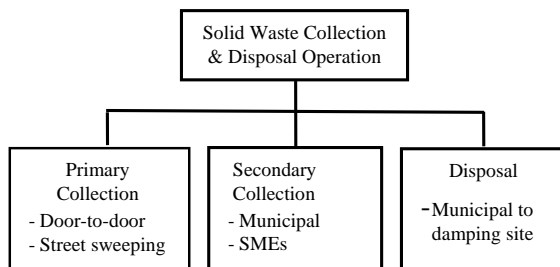 Solid Waste Collection
& Disposal Operation
Primary
Collection
- Door-to-door
- Street sweeping
Secondary
Collection
- Municipal
- SMEs
Disposal
-Municipal to
damping site